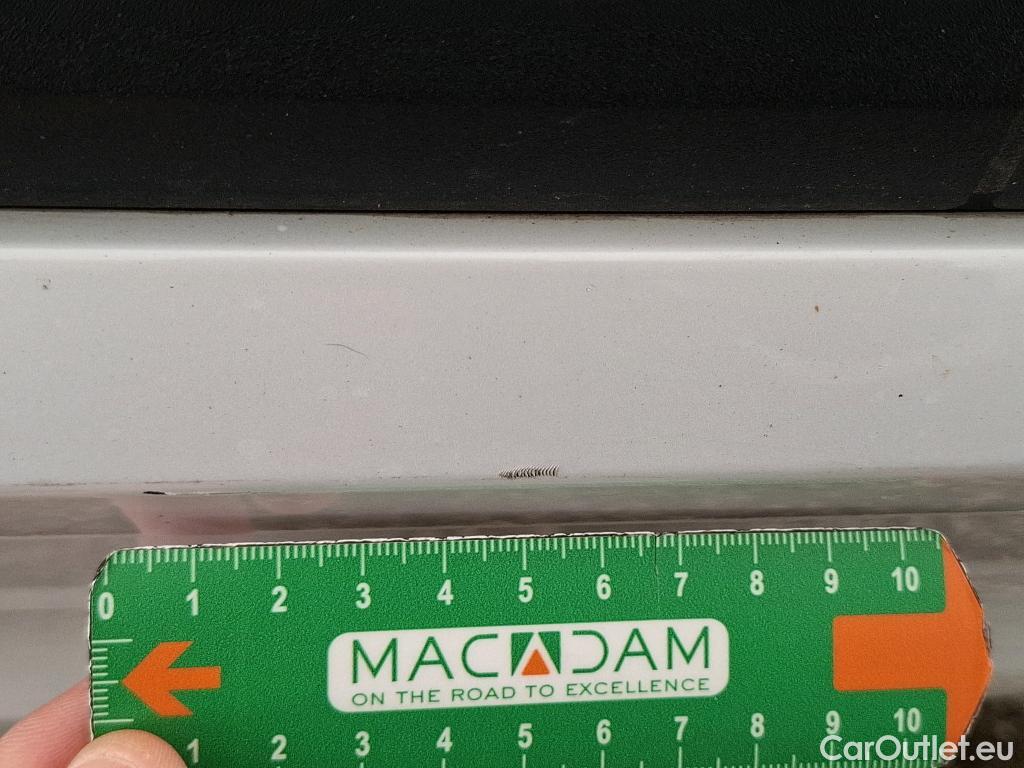 0 1 2 3 4 5 6 7 8 9 10
MACADAM
ON THE ROAD TO EXCELLENCE
1 2 3 4 5 6 7 8 9 10
CarOutlet.eu